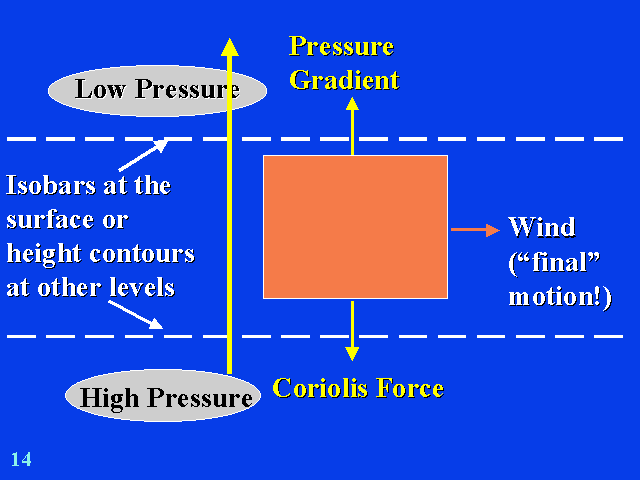 Pressure
Gradient
Low Pressure
Isobars at the
surface or
height contours
at other levels
Wind
(“final”
motion!)
High Pressure
Coriolis Force
14